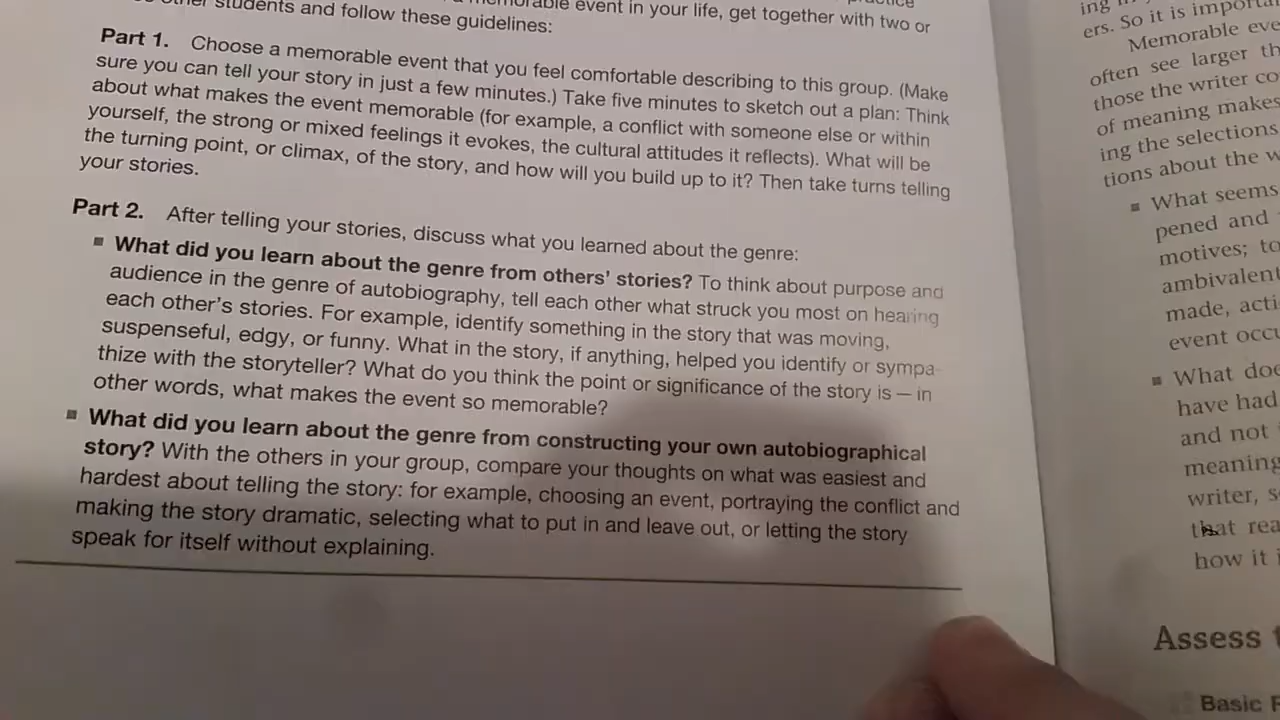 memorable event in your life, get together with two or
other students and follow these guidelines:
Part 1. Choose a memorable event that you feel comfortable describing to this group. (Make
sure you can tell your story in just a few minutes.) Take five minutes to sketch out a plan: Think
about what makes the event memorable (for example, a conflict with someone else or within
yourself, the strong or mixed feelings it evokes, the cultural attitudes it reflects). What will be
the turning point, or climax, of the story, and how will you build up to it? Then take turns telling
your stories.
Part 2. After telling your stories, discuss what you learned about the genre:
■ What did you learn about the genre from others' stories? To think about purpose and
audience in the genre of autobiography, tell each other what struck you most on hearing
each other's stories. For example, identify something in the story that was moving,
suspenseful, edgy, or funny. What in the story, if anything, helped you identify or sympa-
thize with the storyteller? What do you think the point or significance of the story is — in
other words, what makes the event so memorable?
■ What did you learn about the genre from constructing your own autobiographical
story? With the others in your group, compare your thoughts on what was easiest and
hardest about telling the story: for example, choosing an event, portraying the conflict and
making the story dramatic, selecting what to put in and leave out, or letting the story
speak for itself without explaining.
ers. So it is
Memorable
often see larger
those the writer
of meaning makes
ing the selections
tions about the
■ What seems
pened and
motives; to
ambivalent
made,
event
■ What
have had
and not
meaning
writer,
that
how it
Assess
Basic